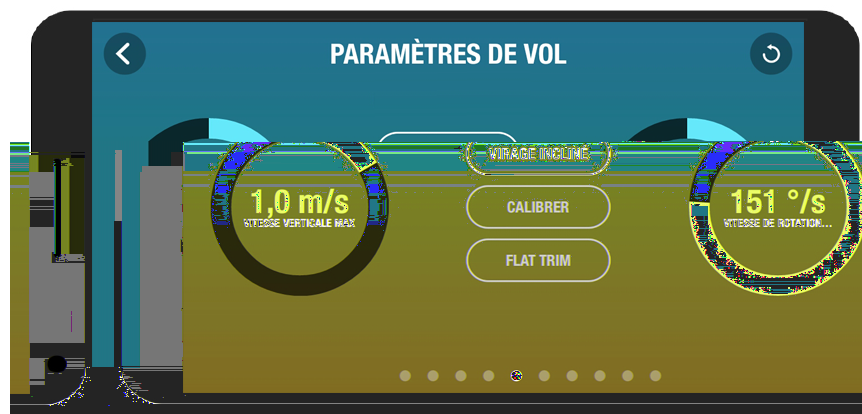 PARAMÈTRES DE VOL
VIRAGE INCLINÉ
1,0 m/s
VITESSE VERTICALE MAX
CALIBRER
151 °/s
VITESSE DE ROTATION...
FLAT TRIM